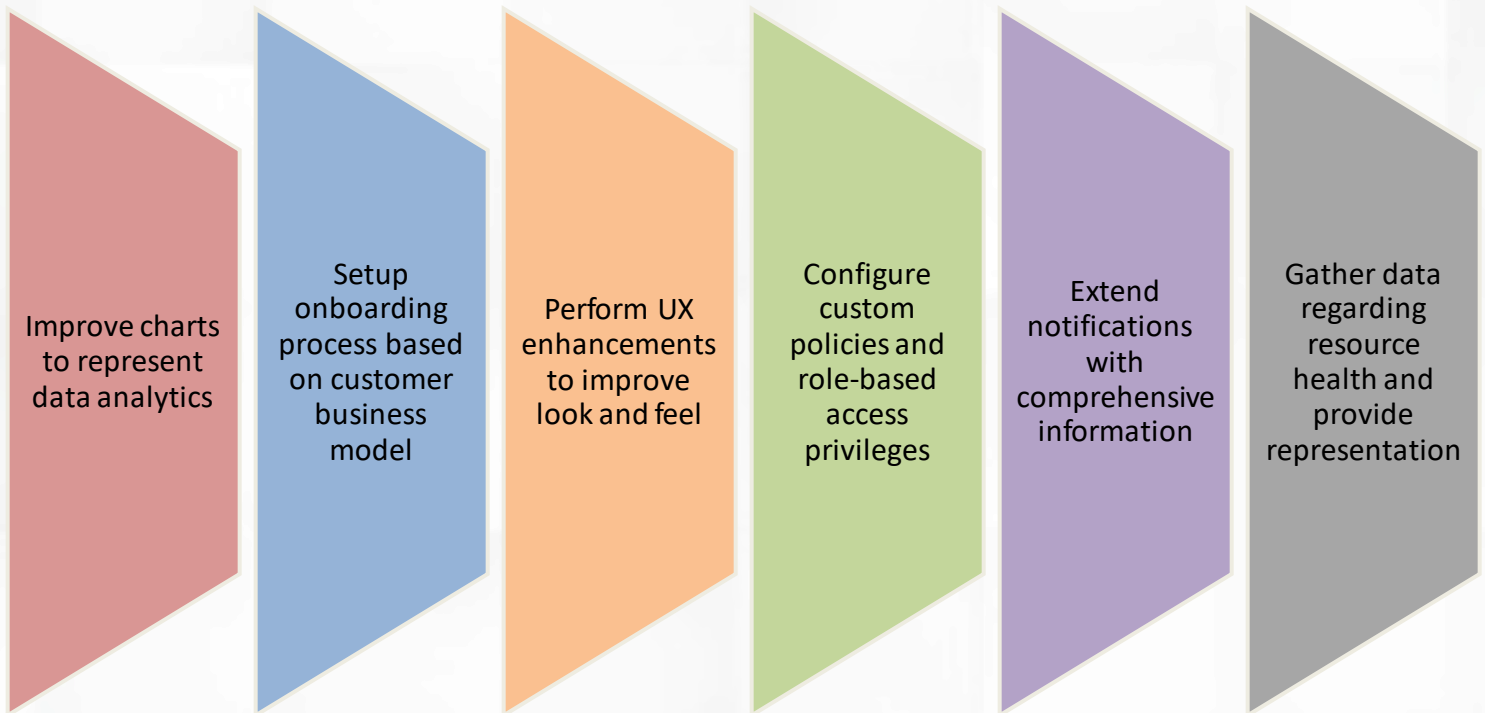 Improve charts
to represent
data analytics
Setup
onboarding
process based
on customer
business
model
Perform UX
enhancements
to improve
look and feel
Configure
custom
policies and
role-based
access
privileges
Extend
notifications
with
comprehensive
information
Gather data
regarding
resource
health and
provide
representation